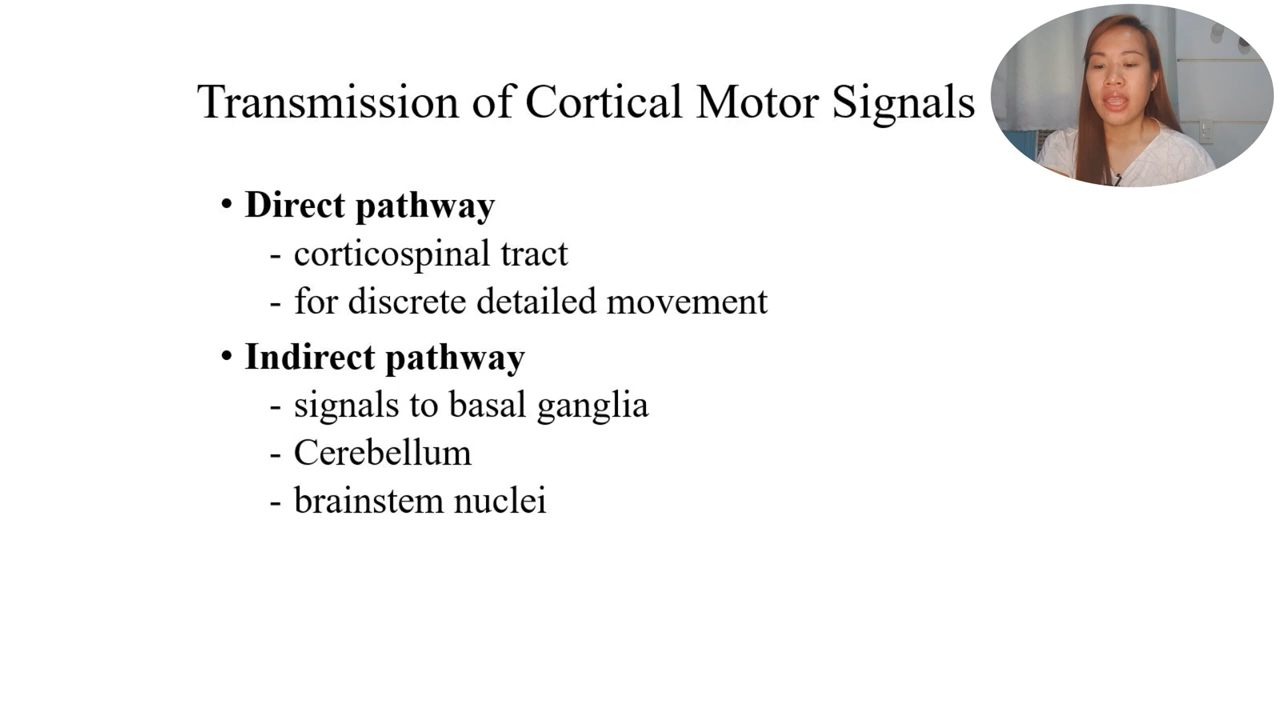 Transmission of Cortical Motor Signals
• Direct pathway
- corticospinal tract
- for discrete detailed movement
• Indirect pathway
- signals to basal ganglia
- Cerebellum
- brainstem nuclei